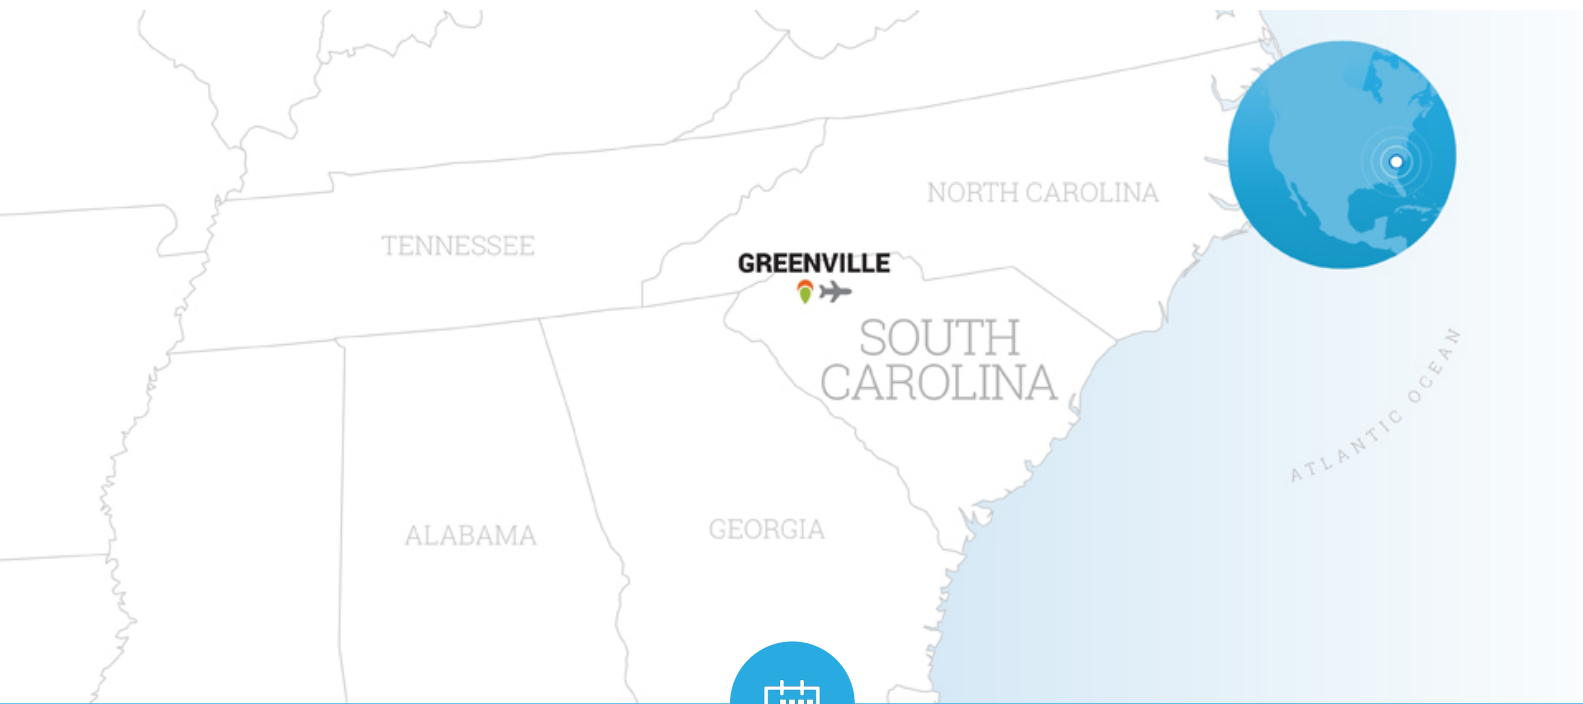 NORTH CAROLINA
TENNESSEE
GREENVILLE
SOUTH
CAROLINA
ATLANTIC OCEAN
ALABAMA
GEORGIA